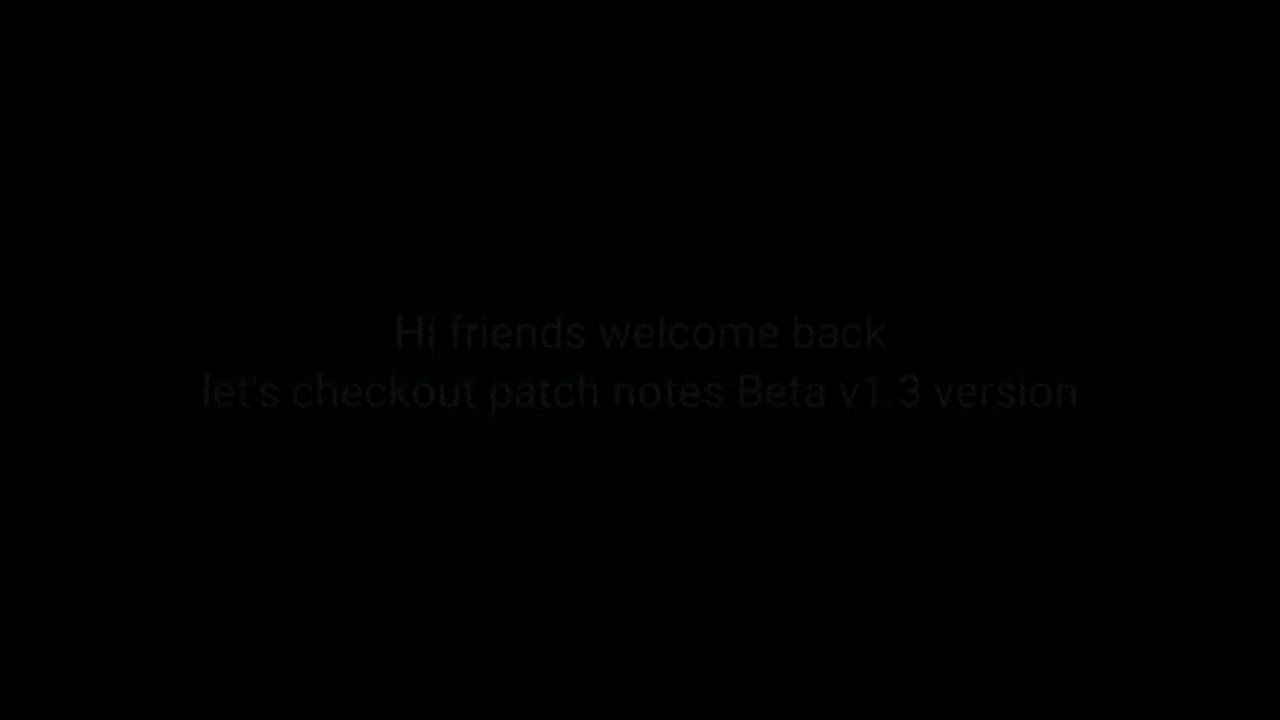 Hi friends welcome back
let's checkout patch notes Beta v1.3 version